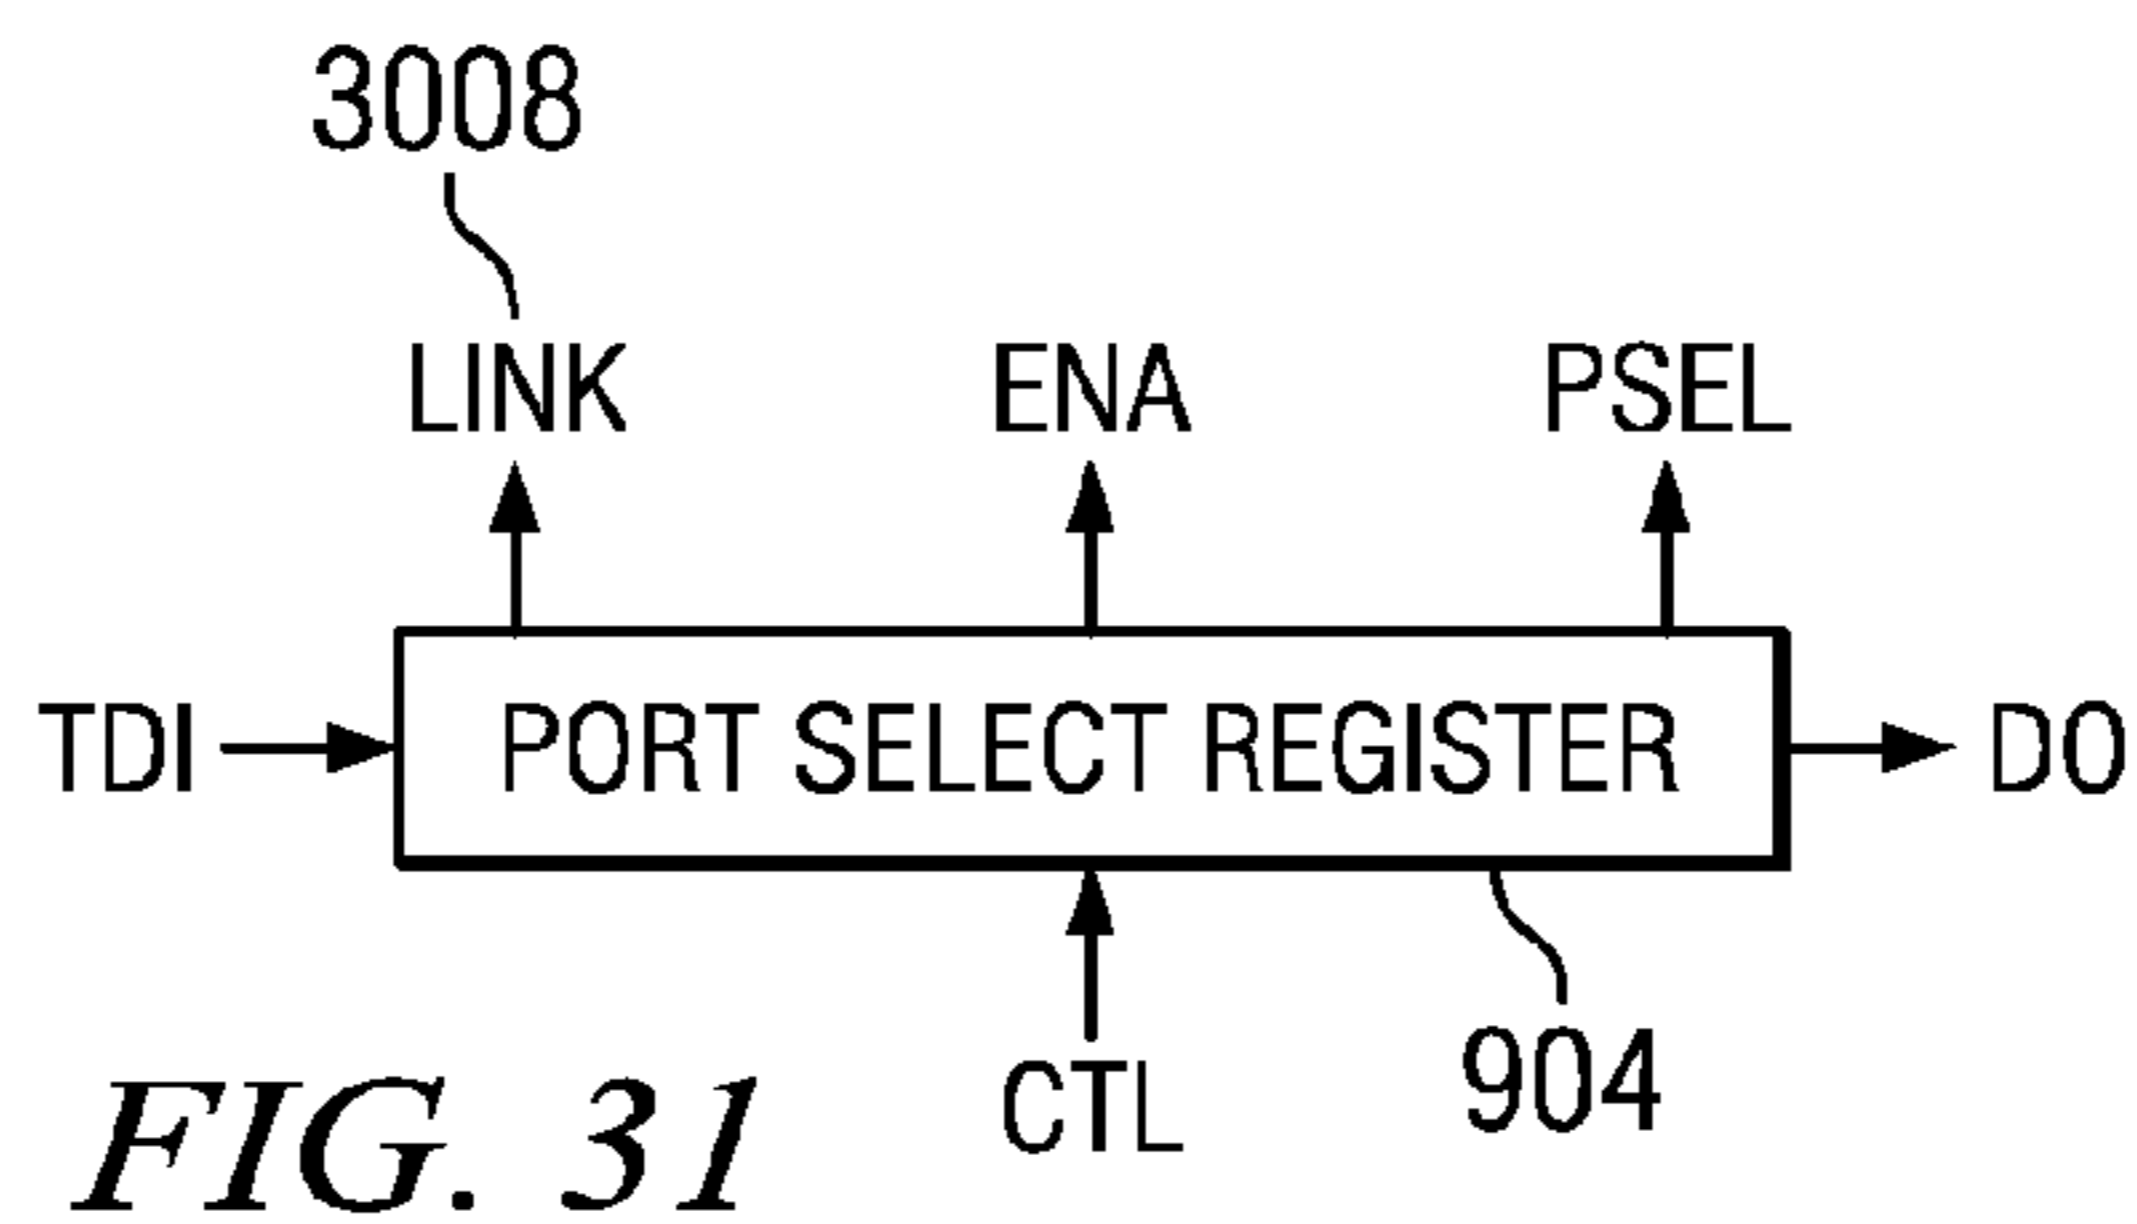 3008
LINK ENA PSEL
TDI PORT SELECT REGISTER DO
CTL 904
FIG. 31